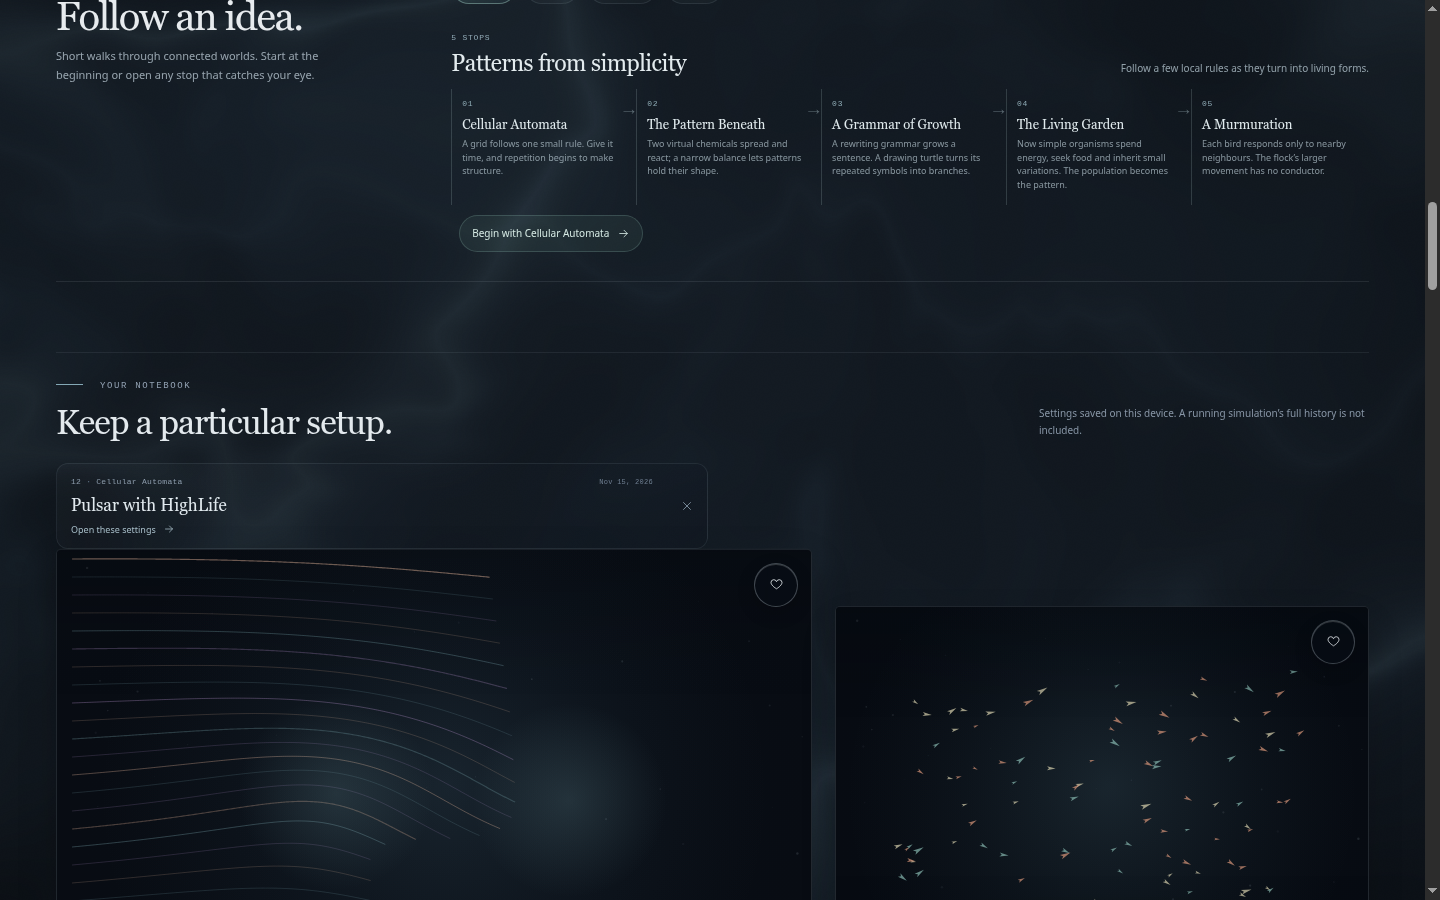 Follow an idea.
Short walks through connected worlds. Start at the
beginning or open any stop that catches your eye.
5 STOPS
Patterns from simplicity
Follow a few local rules as they turn into living forms.
01
Cellular Automata
A grid follows one small rule. Give it
time, and repetition begins to make
structure.
→
02
The Pattern Beneath
Two virtual chemicals spread and
react; a narrow balance lets patterns
hold their shape.
→
03
A Grammar of Growth
A rewriting grammar grows a
sentence. A drawing turtle turns its
repeated symbols into branches.
→
04
The Living Garden
Now simple organisms spend
energy, seek food and inherit small
variations. The population becomes
the pattern.
→
05
A Murmuration
Each bird responds only to nearby
neighbours. The flock's larger
movement has no conductor.
Begin with Cellular Automata →
YOUR NOTEBOOK
Keep a particular setup.
Settings saved on this device. A running simulation's full history is not
included.
12 · Cellular Automata
Nov 15, 2026
Pulsar with HighLife
Open these settings →